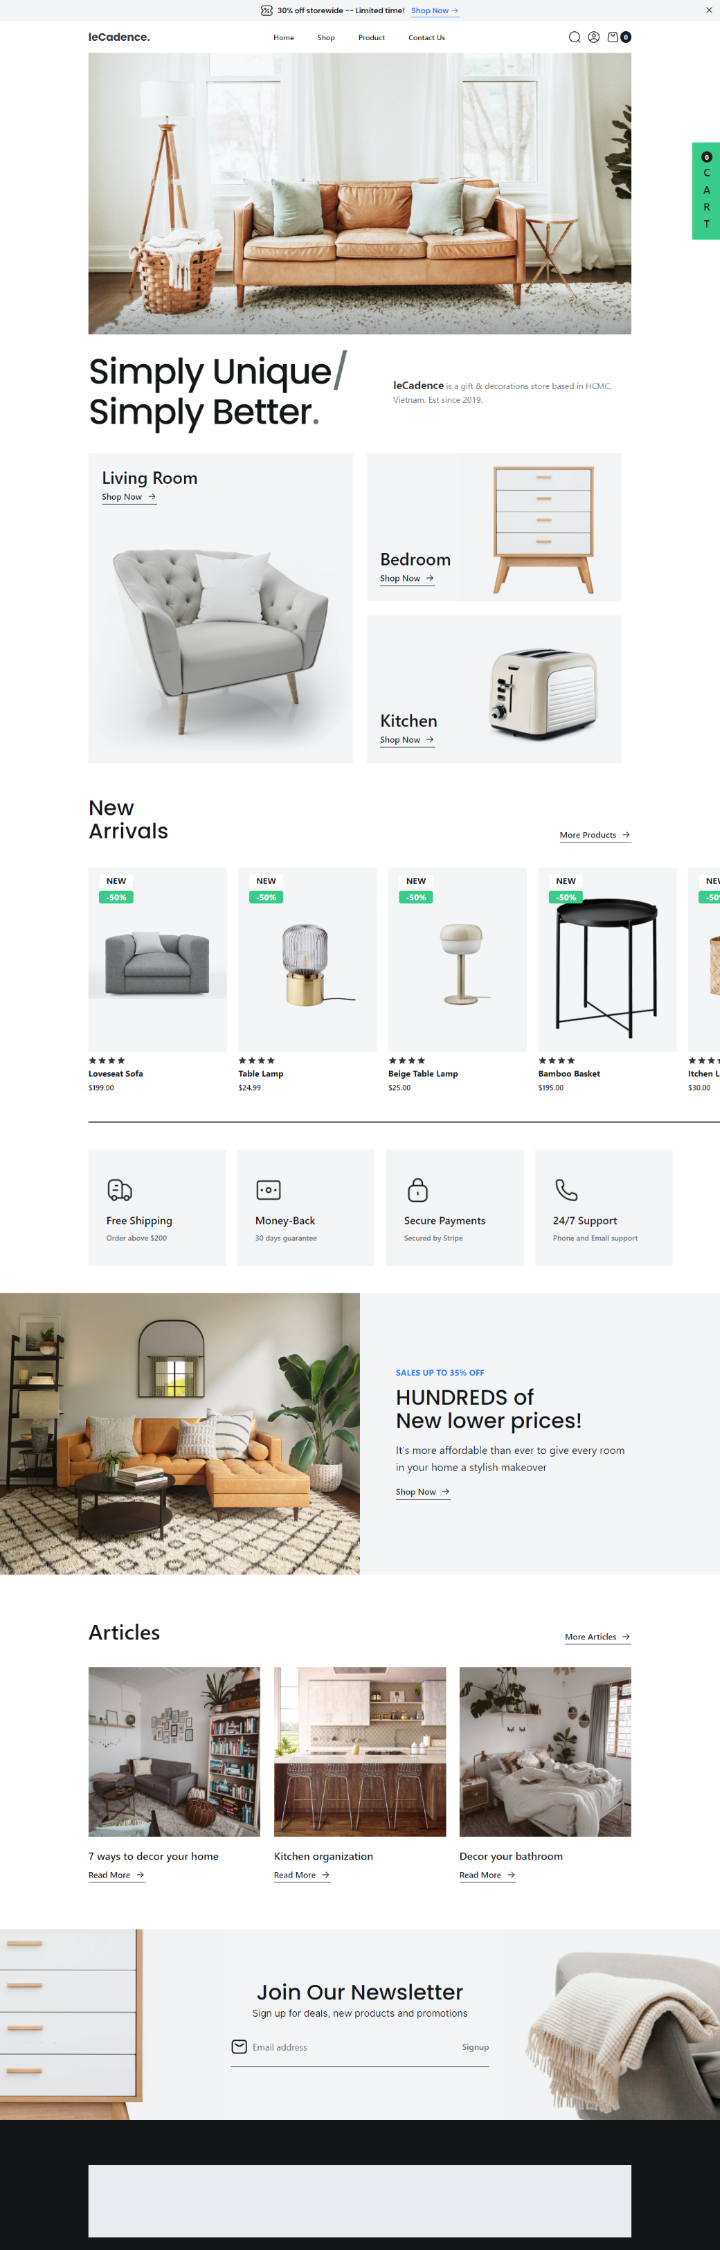 30% off storewide -- Limited time! Shop Now →
leCadence.
Home Shop Product Contact Us
0
0
C
A
R
T
Simply Unique/
Simply Better.
leCadence is a gift & decorations store based in HCMC,
Vietnam. Est since 2019.
Living Room
Shop Now →
Bedroom
Shop Now →
Kitchen
Shop Now →
New
Arrivals
More Products →
NEW
-50%
NEW
-50%
NEW
-50%
NEW
-50%
Loveseat Sofa
$199.00
Table Lamp
$24.99
Beige Table Lamp
$25.00
Bamboo Basket
$195.00
Itchen L
$30.00
Free Shipping
Order above $200
Money-Back
30 days guarantee
Secure Payments
Secured by Stripe
24/7 Support
Phone and Email support
SALES UP TO 35% OFF
HUNDREDS of
New lower prices!
It's more affordable than ever to give every room
in your home a stylish makeover
Shop Now →
Articles
More Articles →
7 ways to decor your home
Read More →
Kitchen organization
Read More →
Decor your bathroom
Read More →
Join Our Newsletter
Sign up for deals, new products and promotions
Email address
Signup